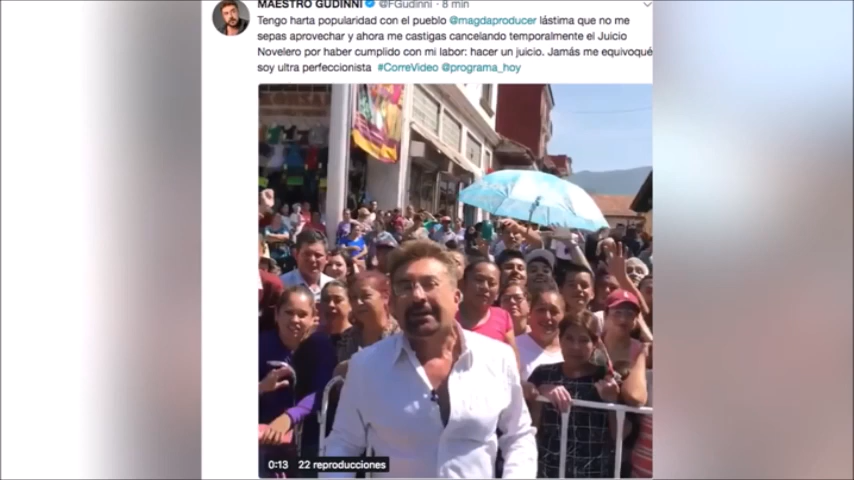 MAESTRO GUDINNI @FGudinni · 8 min
Tengo harta popularidad con el pueblo @magdaproducer lástima que no me
sepas aprovechar y ahora me castigas cancelando temporalmente el Juicio
Novelero por haber cumplido con mi labor: hacer un juicio. Jamás me equivoqué
soy ultra perfeccionista #CorreVideo @programa_hoy
0:13 22 reproducciones